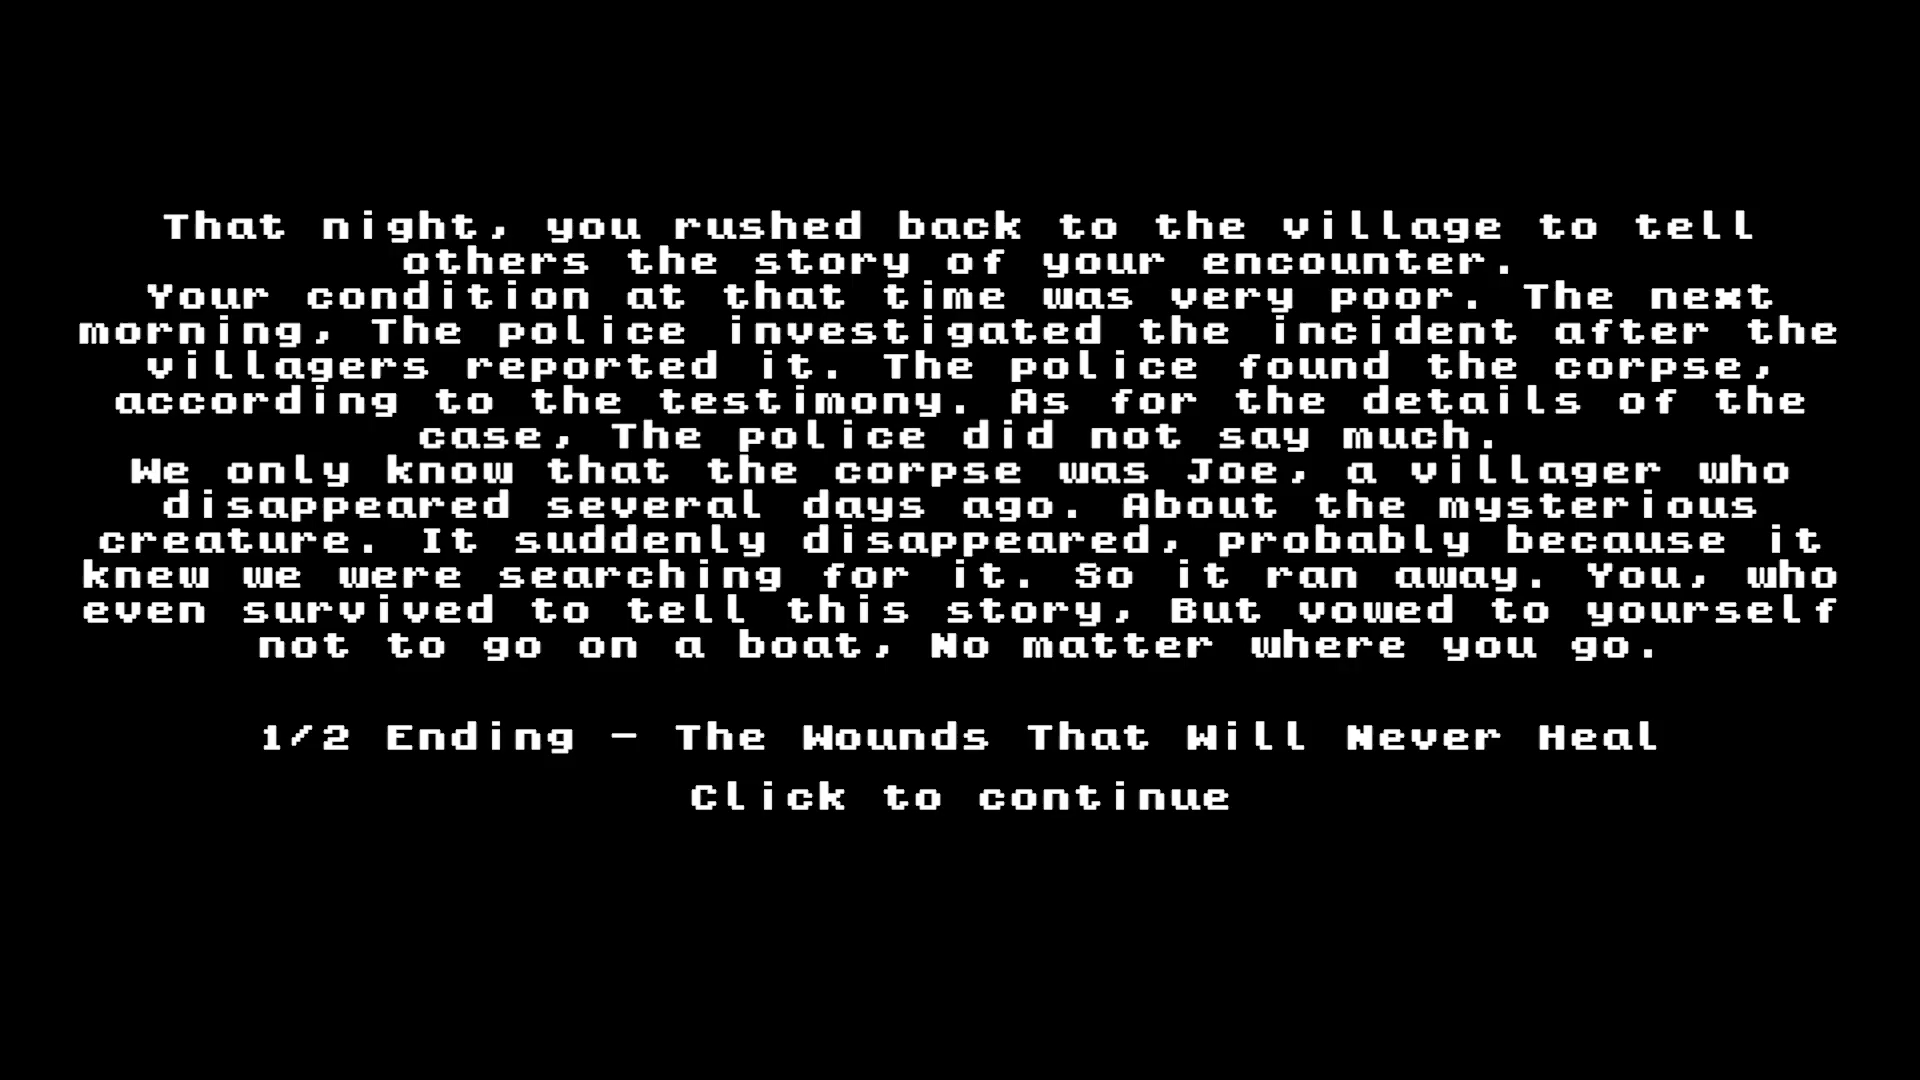 That night, you rushed back to the village to tell
others the story of your encounter.
Your condition at that time was very poor. The next
morning, The police investigated the incident after the
villagers reported it. The police found the corpse,
according to the testimony. As for the details of the
case, The police did not say much.
We only know that the corpse was Joe, a villager who
disappeared several days ago. About the mysterious
creature. It suddenly disappeared, probably because it
knew we were searching for it. So it ran away. You, who
even survived to tell this story, But vowed to yourself
not to go on a boat, No matter where you go.
1/2 Ending - The Wounds That Will Never Heal
Click to continue